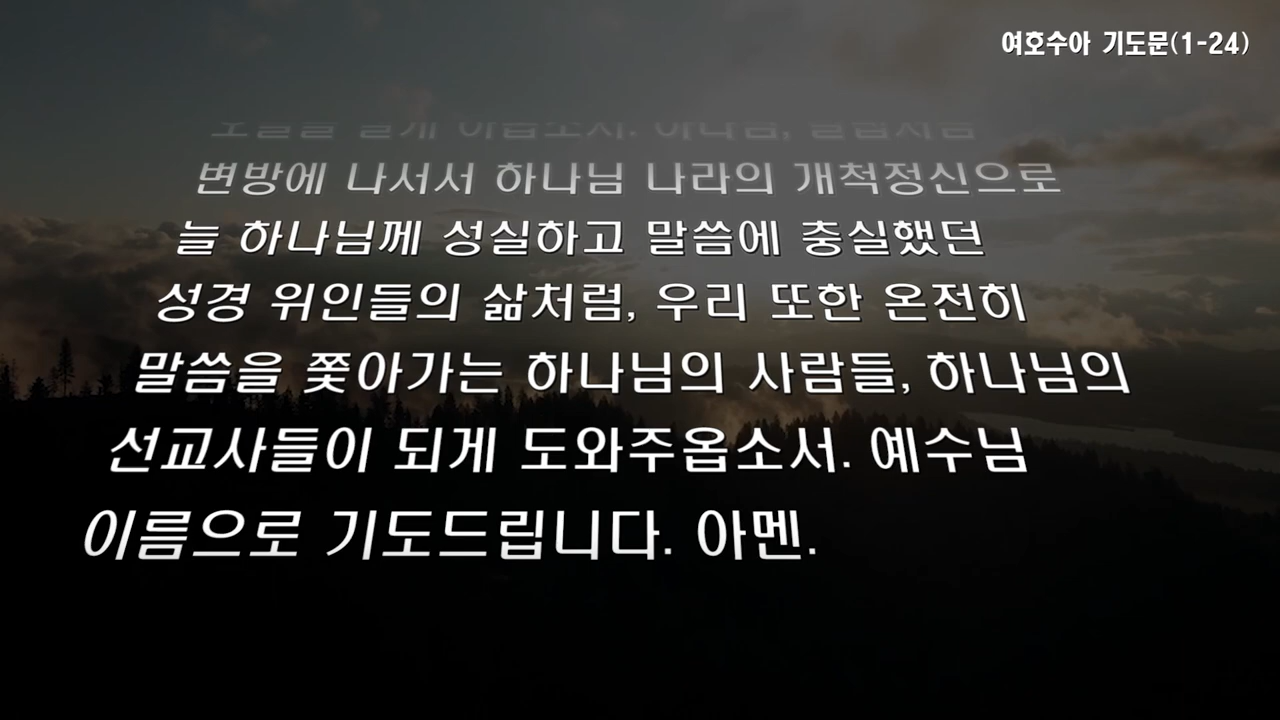 여호수아 기도문(1-24)
하나님,
변방에 나서서 하나님 나라의 개척정신으로
늘 하나님께 성실하고 말씀에 충실했던
성경 위인들의 삶처럼, 우리 또한 온전히
말씀을 쫓아가는 하나님의 사람들, 하나님의
선교사들이 되게 도와주옵소서. 예수님
이름으로 기도드립니다. 아멘.